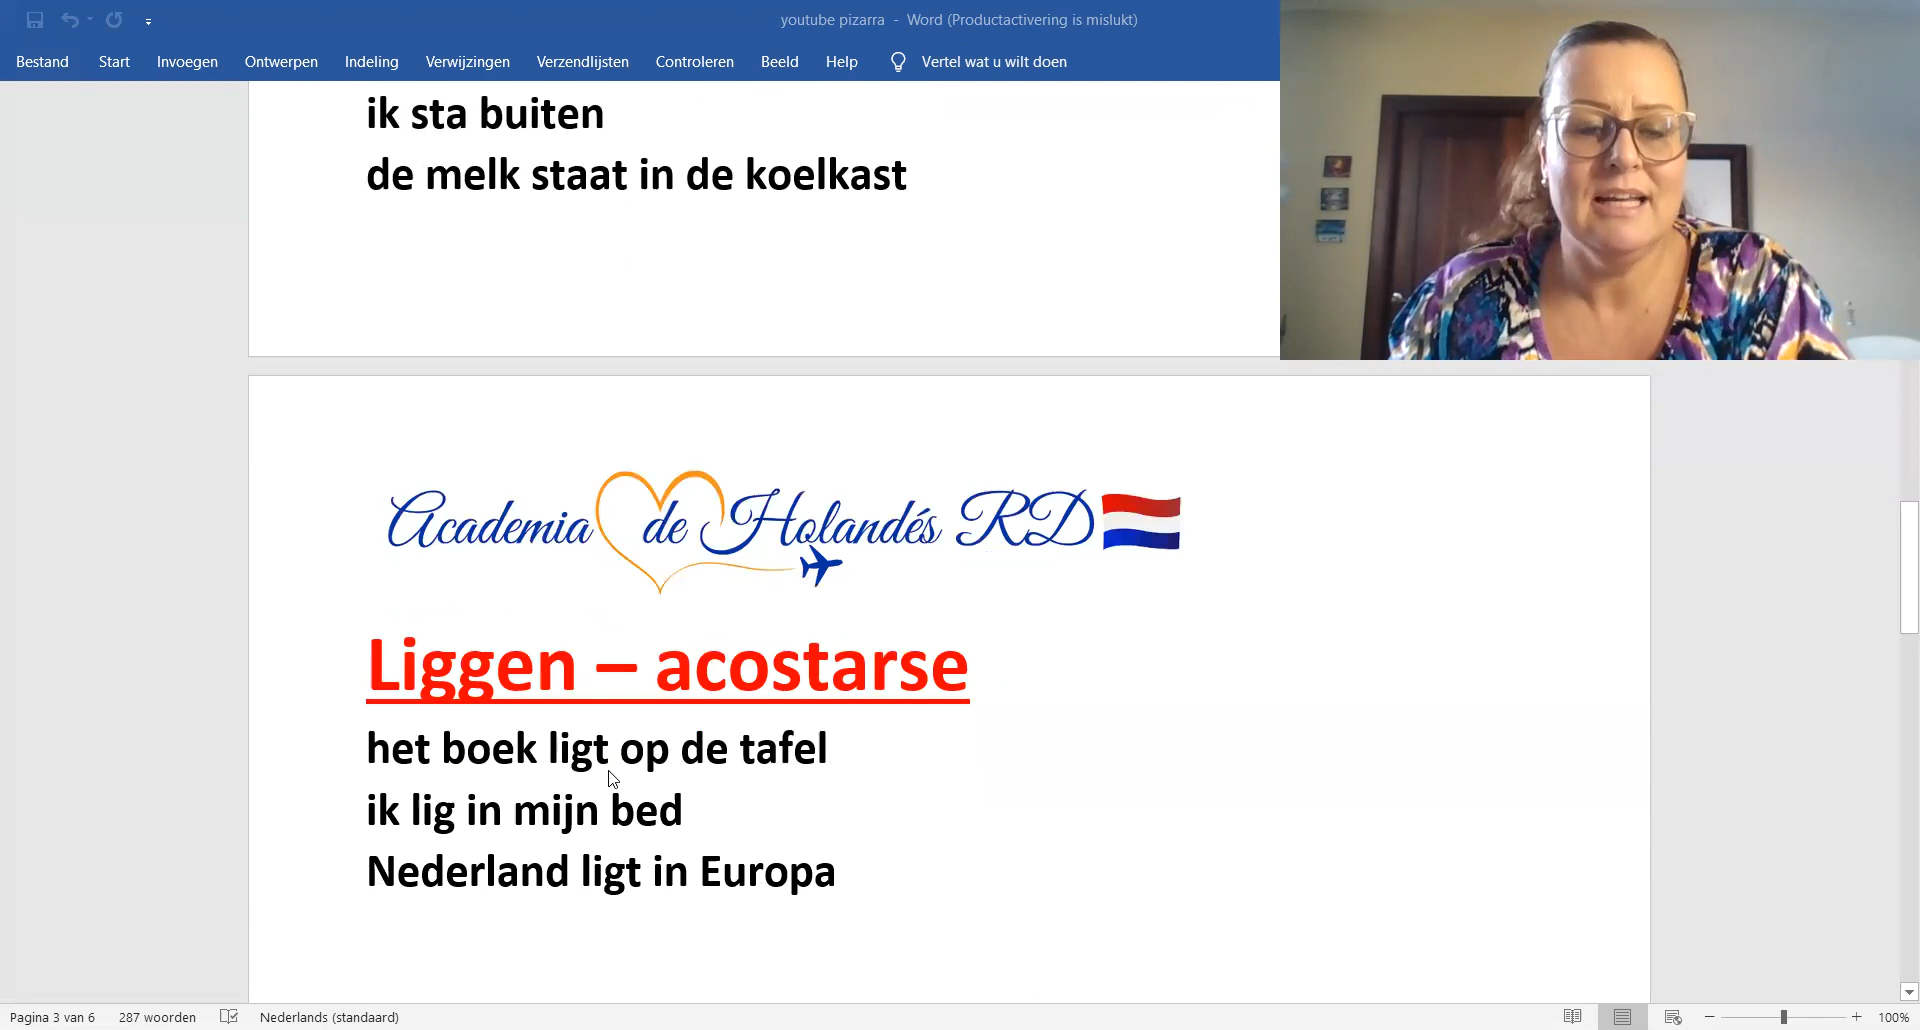 youtube pizarra - Word (Productactivering is mislukt)
Bestand Start Invoegen Ontwerpen Indeling Verwijzingen Verzendlijsten Controleren Beeld Help Vertel wat u wilt doen
ik sta buiten
de melk staat in de koelkast
Academia de Holandés RD
Liggen – acostarse
het boek ligt op de tafel
ik lig in mijn bed
Nederland ligt in Europa
Pagina 3 van 6 287 woorden Nederlands (standaard) 100%